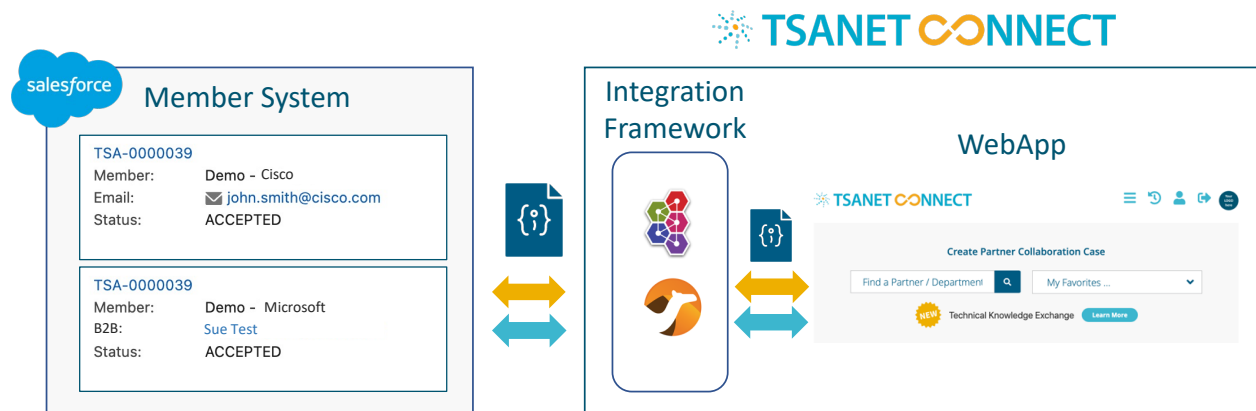 TSANET CONNECT
salesforce
Member System
TSA-0000039
Member: Demo - Cisco
Email: john.smith@cisco.com
Status: ACCEPTED
TSA-0000039
Member: Demo - Microsoft
B2B: Sue Test
Status: ACCEPTED
{;}
Integration
Framework
{;}
WebApp
TSANET CONNECT
Create Partner Collaboration Case
Find a Partner / Department
My Favorites ...
NEW
Technical Knowledge Exchange
Learn More